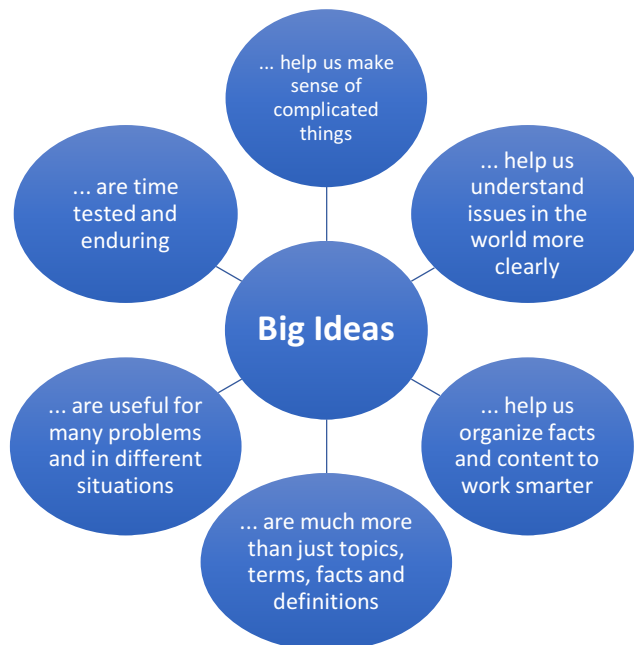 ... help us make
sense of
complicated
things
... help us
understand
issues in the
world more
clearly
... help us
organize facts
and content to
work smarter
... are much more
than just topics,
terms, facts and
definitions
... are useful for
many problems
and in different
situations
... are time
tested and
enduring
Big Ideas